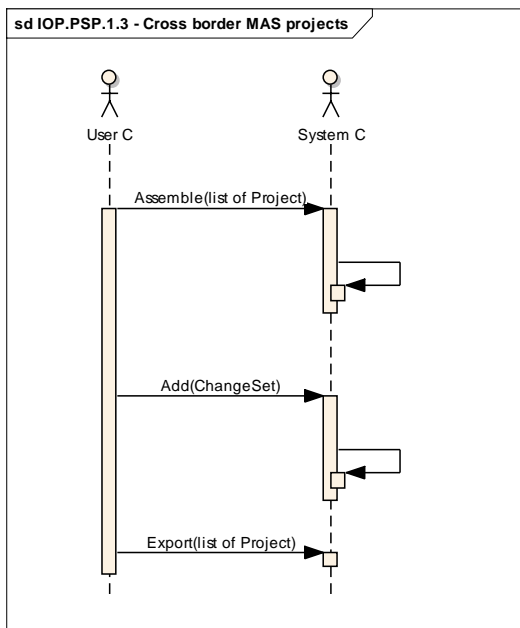 sd IOP.PSP.1.3 - Cross border MAS projects
User C
System C
Assemble(list of Project)
Add(ChangeSet)
Export(list of Project)